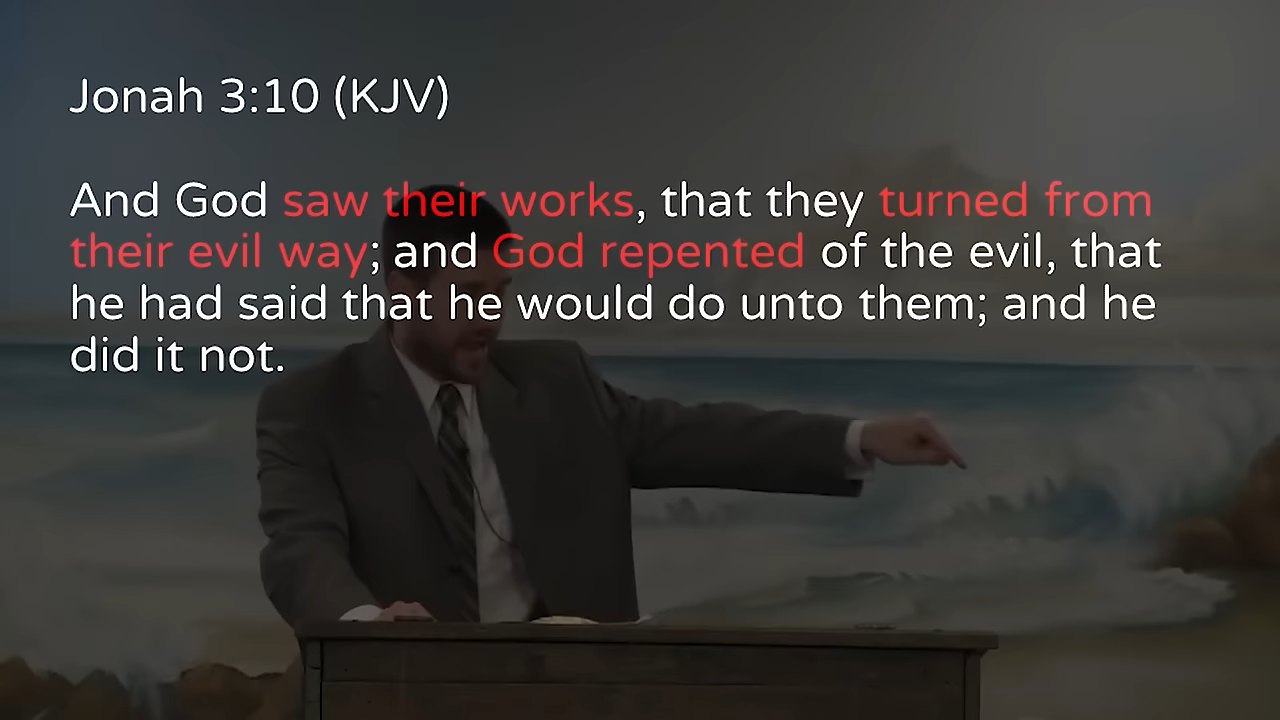 Jonah 3:10 (KJV)
And God saw their works, that they turned from
their evil way; and God repented of the evil, that
he had said that he would do unto them; and he
did it not.